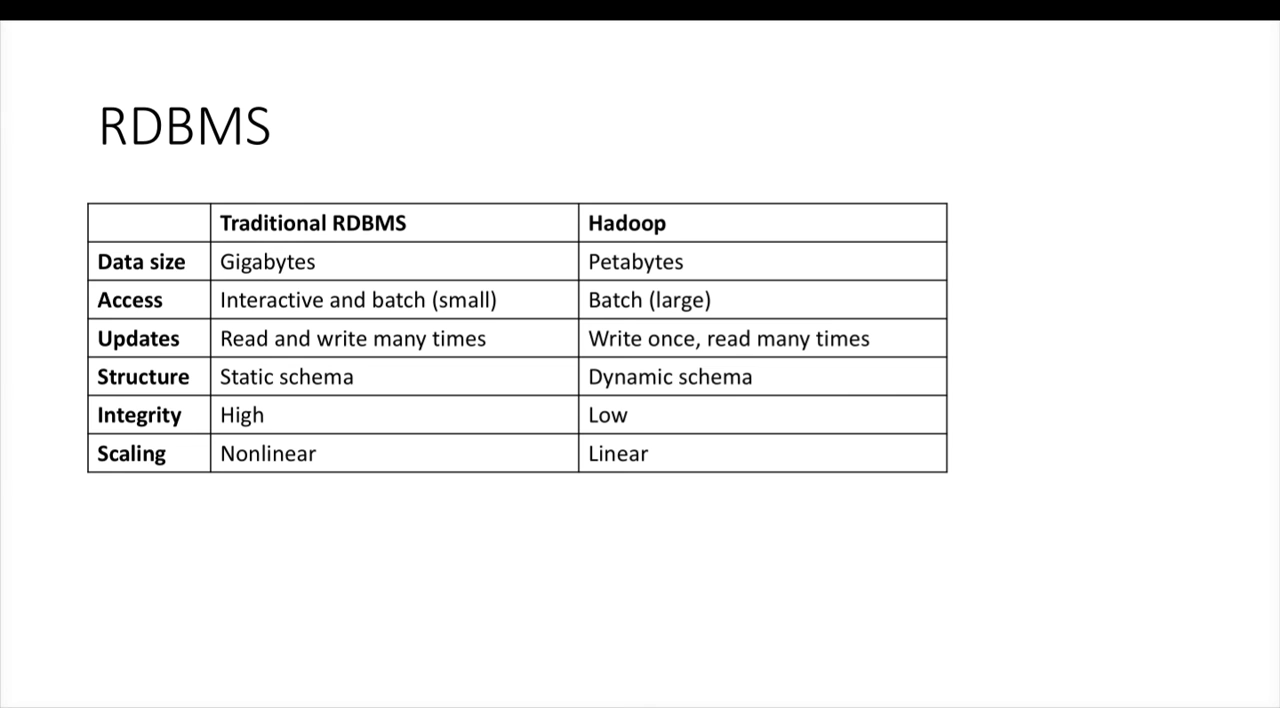 RDBMS
Traditional RDBMS Hadoop
Data size Gigabytes Petabytes
Access Interactive and batch (small) Batch (large)
Updates Read and write many times Write once, read many times
Structure Static schema Dynamic schema
Integrity High Low
Scaling Nonlinear Linear